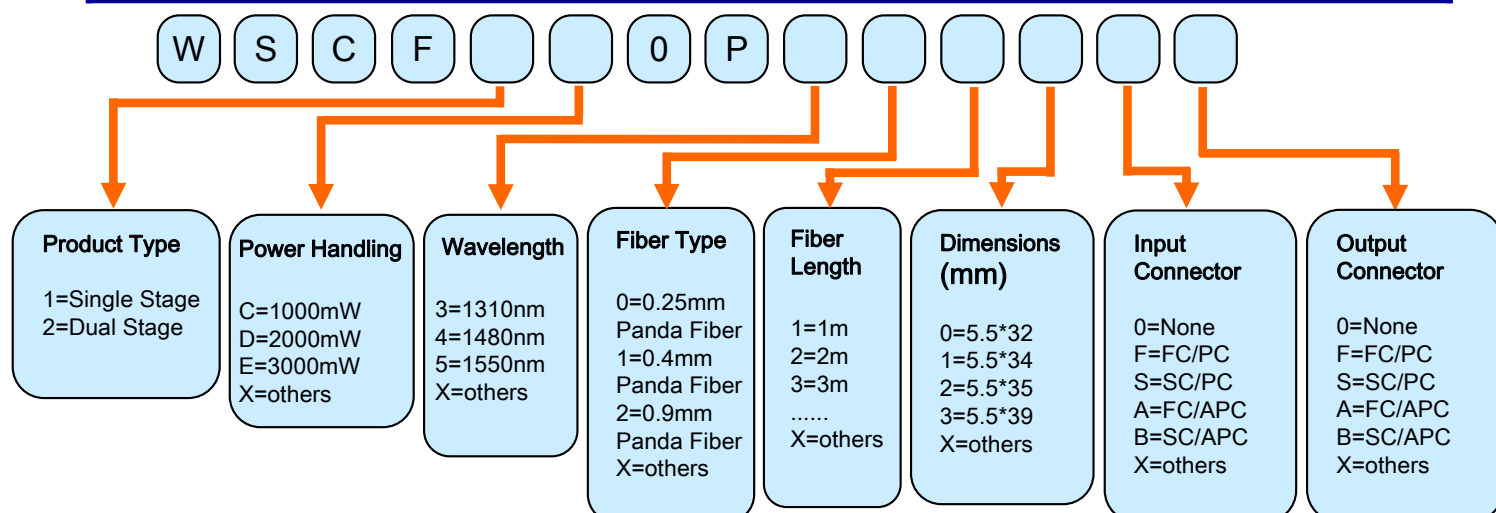 W S C F 0 P
Product Type
1=Single Stage
2=Dual Stage
Power Handling
C=1000mW
D=2000mW
E=3000mW
X=others
Wavelength
3=1310nm
4=1480nm
5=1550nm
X=others
Fiber Type
0=0.25mm
Panda Fiber
1=0.4mm
Panda Fiber
2=0.9mm
Panda Fiber
X=others
Fiber
Length
1=1m
2=2m
3=3m
......
X=others
Dimensions
(mm)
0=5.5*32
1=5.5*34
2=5.5*35
3=5.5*39
X=others
Input
Connector
0=None
F=FC/PC
S=SC/PC
A=FC/APC
B=SC/APC
X=others
Output
Connector
0=None
F=FC/PC
S=SC/PC
A=FC/APC
B=SC/APC
X=others